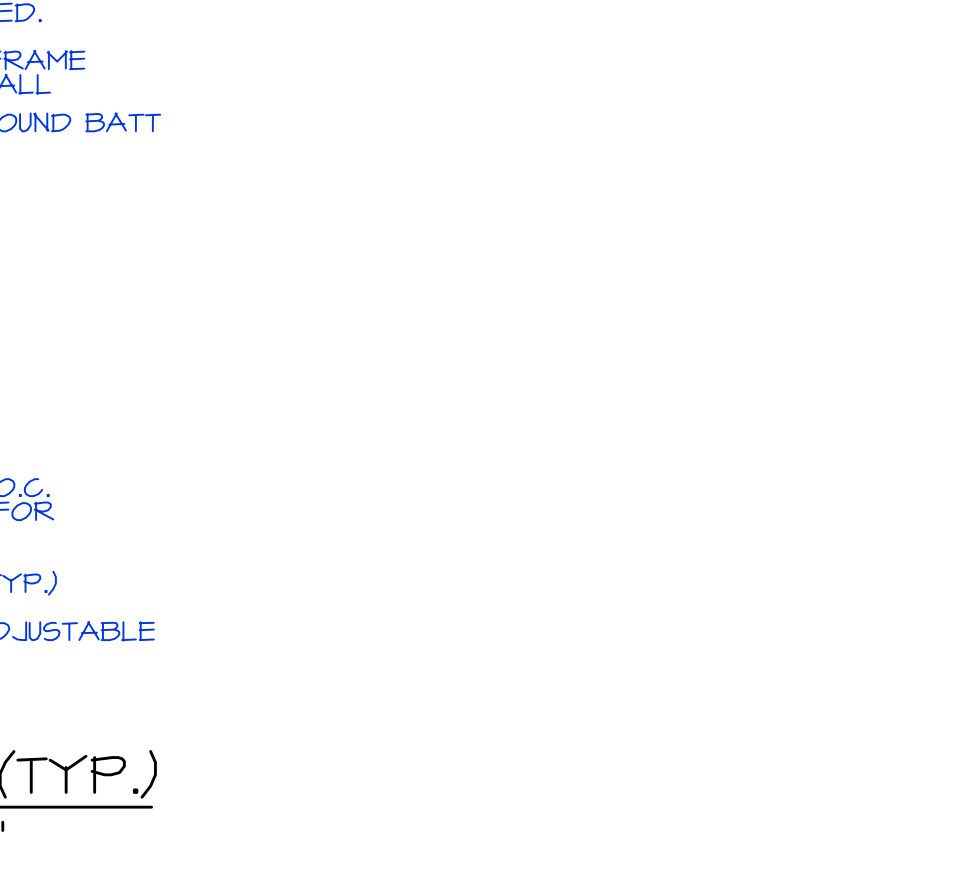 ED.
FRAME
ALL
OUND BATT
O.C.
FOR
YP.)
DJUSTABLE
(TYP.)
"